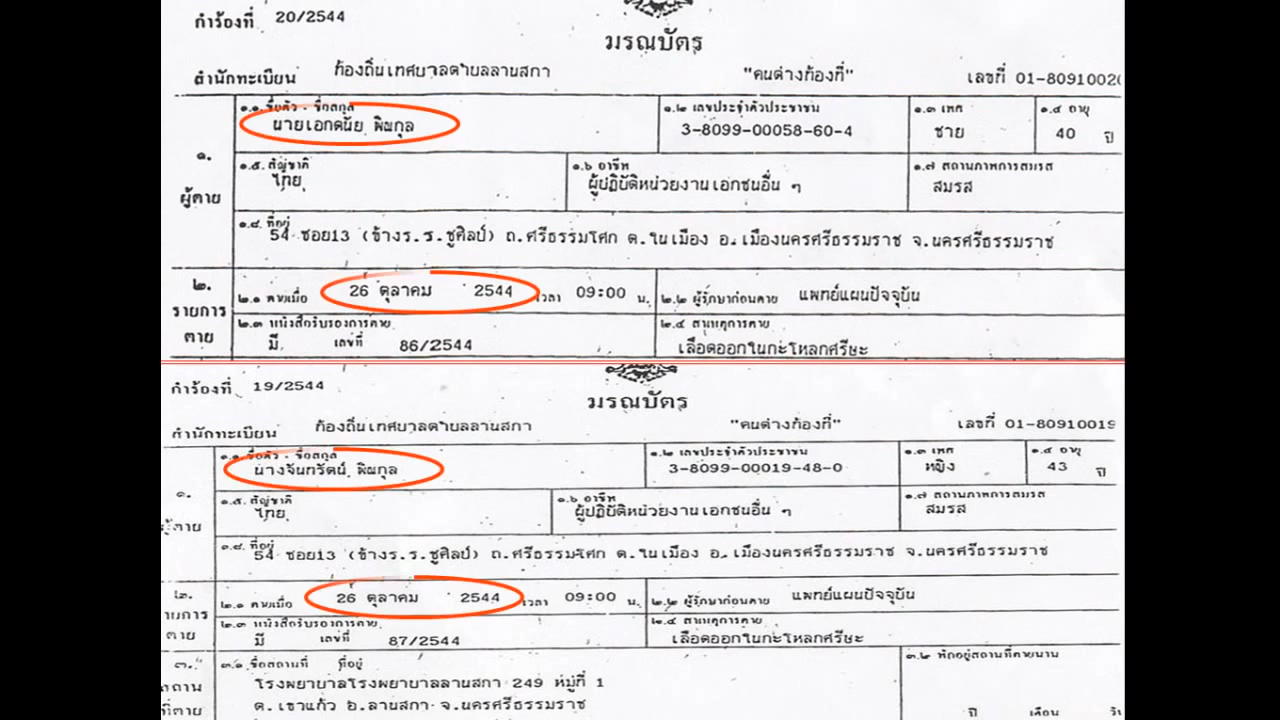 คำร้องที่ 20/2544
มรณบัตร
สำนักทะเบียน ท้องถิ่นเทศบาลตำบลลานสกา "คนต่างท้องที่" เลขที่ 01-8091002
๑.๑ ชื่อตัว - ชื่อสกุล ๑.๒ เลขประจำตัวประชาชน ๑.๓ เพศ ๑.๔ อายุ
นายเอกดนัย พิณกุล 3-8099-00058-60-4 ชาย 40 ปี
๑. ๑.๕ สัญชาติ ๑.๖ อาชีพ ๑.๗ สถานภาพการสมรส
ผู้ตาย ไทย ผู้ปฏิบัติหน่วยงานเอกชนอื่น ๆ สมรส
๑.๘ ที่อยู่
54 ซอย13 (ข้างร.ร.ชูศิลป์) ถ.ศรีธรรมโศก ต.ในเมือง อ.เมืองนครศรีธรรมราช จ.นครศรีธรรมราช
๒. ๒.๑ ตายเมื่อ 26 ตุลาคม 2544 เวลา 09:00 น. ๒.๒ ผู้รักษาก่อนตาย แพทย์แผนปัจจุบัน
รายการ ๒.๓ หนังสือรับรองการตาย ๒.๔ สาเหตุการตาย
ตาย มี เลขที่ 86/2544 เลือดออกในกะโหลกศรีษะ
คำร้องที่ 19/2544
มรณบัตร
สำนักทะเบียน ท้องถิ่นเทศบาลตำบลลานสกา "คนต่างท้องที่" เลขที่ 01-80910019
๑.๑ ชื่อตัว - ชื่อสกุล ๑.๒ เลขประจำตัวประชาชน ๑.๓ เพศ ๑.๔ อายุ
นางจันทรัตน์ พิณกุล 3-8099-00019-48-0 หญิง 43 ปี
๑. ๑.๕ สัญชาติ ๑.๖ อาชีพ ๑.๗ สถานภาพการสมรส
ผู้ตาย ไทย ผู้ปฏิบัติหน่วยงานเอกชนอื่น ๆ สมรส
๑.๘ ที่อยู่
54 ซอย13 (ข้างร.ร.ชูศิลป์) ถ.ศรีธรรมโศก ต.ในเมือง อ.เมืองนครศรีธรรมราช จ.นครศรีธรรมราช
๒. ๒.๑ ตายเมื่อ 26 ตุลาคม 2544 เวลา 09:00 น. ๒.๒ ผู้รักษาก่อนตาย แพทย์แผนปัจจุบัน
รายการ ๒.๓ หนังสือรับรองการตาย ๒.๔ สาเหตุการตาย
ตาย มี เลขที่ 87/2544 เลือดออกในกะโหลกศรีษะ
๓. ๓.๑ ชื่อสถานที่ ที่อยู่ ๓.๒ พักอยู่สถานที่ตายนาน
สถาน โรงพยาบาลโรงพยาบาลลานสกา 249 หมู่ที่ 1
ที่ตาย ต.เขาแก้ว อ.ลานสกา จ.นครศรีธรรมราช ปี เดือน